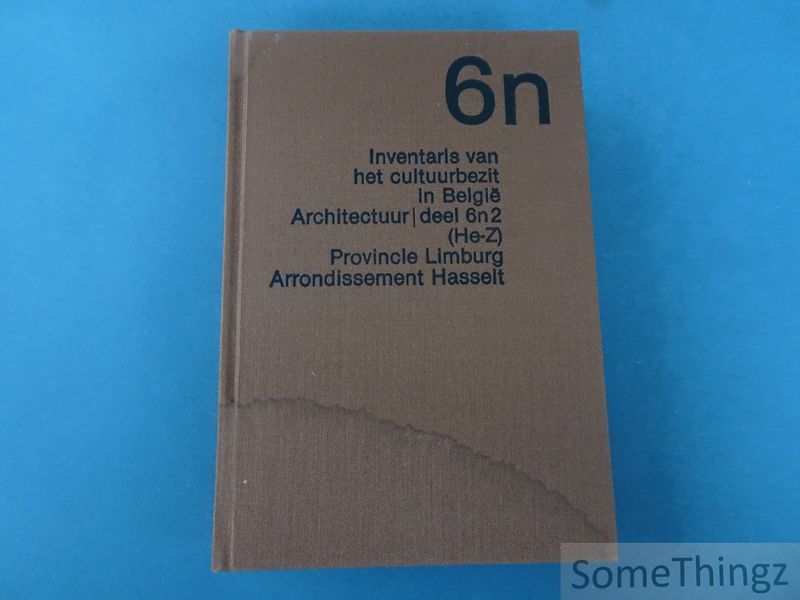 6n
Inventaris van
het cultuurbezit
in België
Architectuur | deel 6n2
(He-Z)
Provincie Limburg
Arrondissement Hasselt
SomeThingz